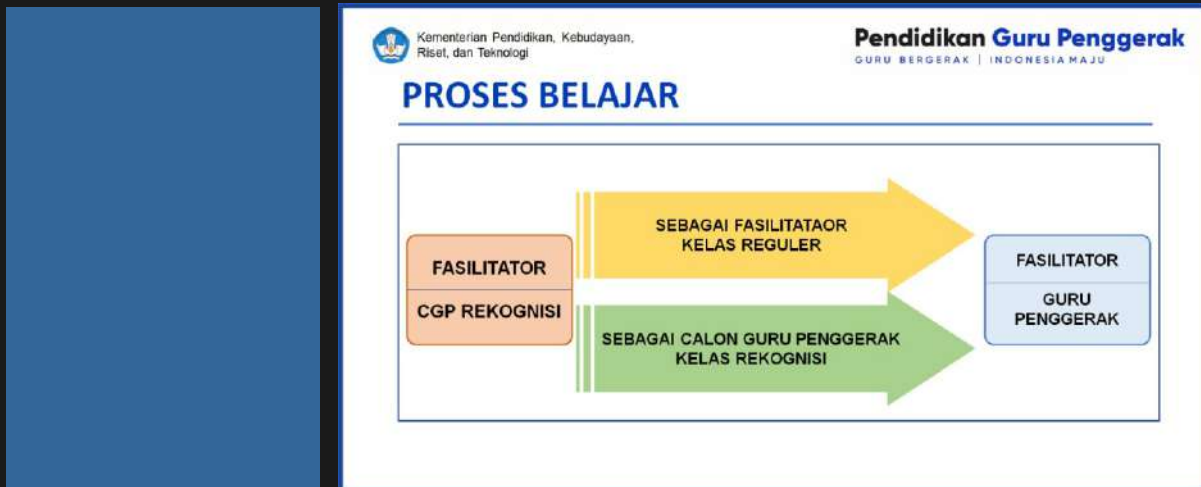 Kementerian Pendidikan, Kebudayaan,
Riset, dan Teknologi
Pendidikan Guru Penggerak
GURU BERGERAK | INDONESIA MAJU
PROSES BELAJAR
FASILITATOR
CGP REKOGNISI
SEBAGAI FASILITATAOR
KELAS REGULER
SEBAGAI CALON GURU PENGGERAK
KELAS REKOGNISI
FASILITATOR
GURU
PENGGERAK